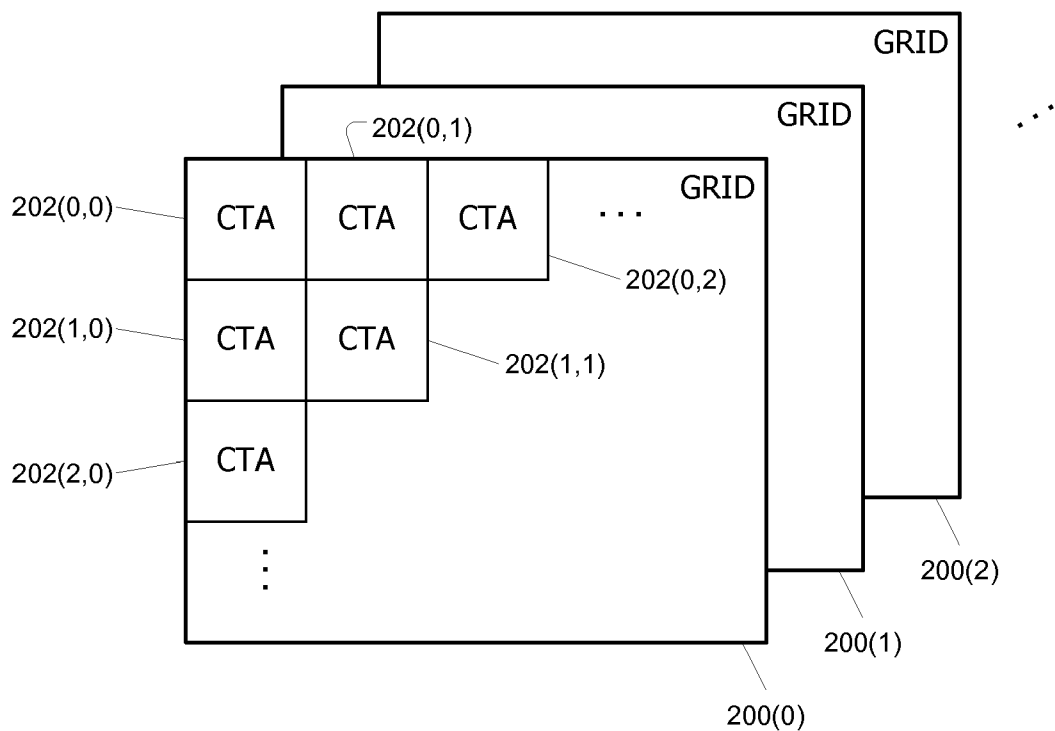 GRID
GRID
202(0,1)
GRID
202(0,0)
CTA CTA CTA ...
202(0,2)
202(1,0)
CTA CTA
202(1,1)
CTA
202(2,0)
200(2)
200(1)
200(0)